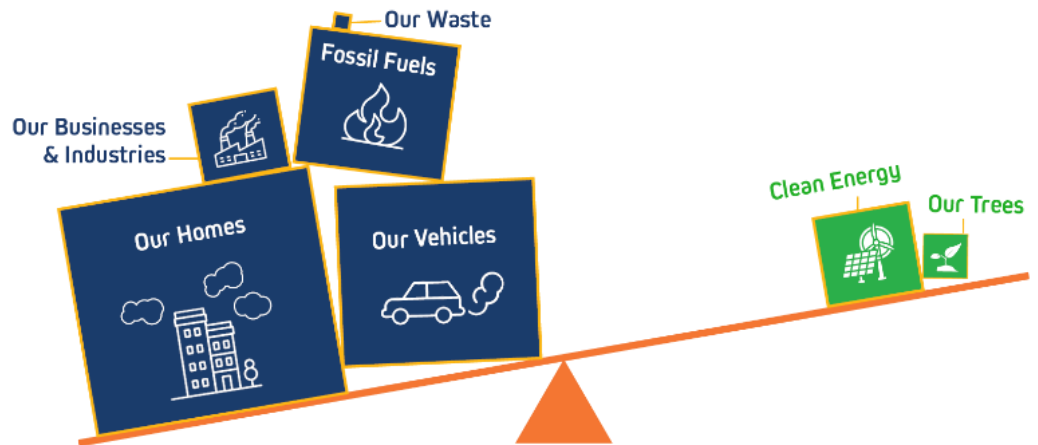 Our Waste
Fossil Fuels
Our Businesses
& Industries
Our Homes
Our Vehicles
Clean Energy
Our Trees